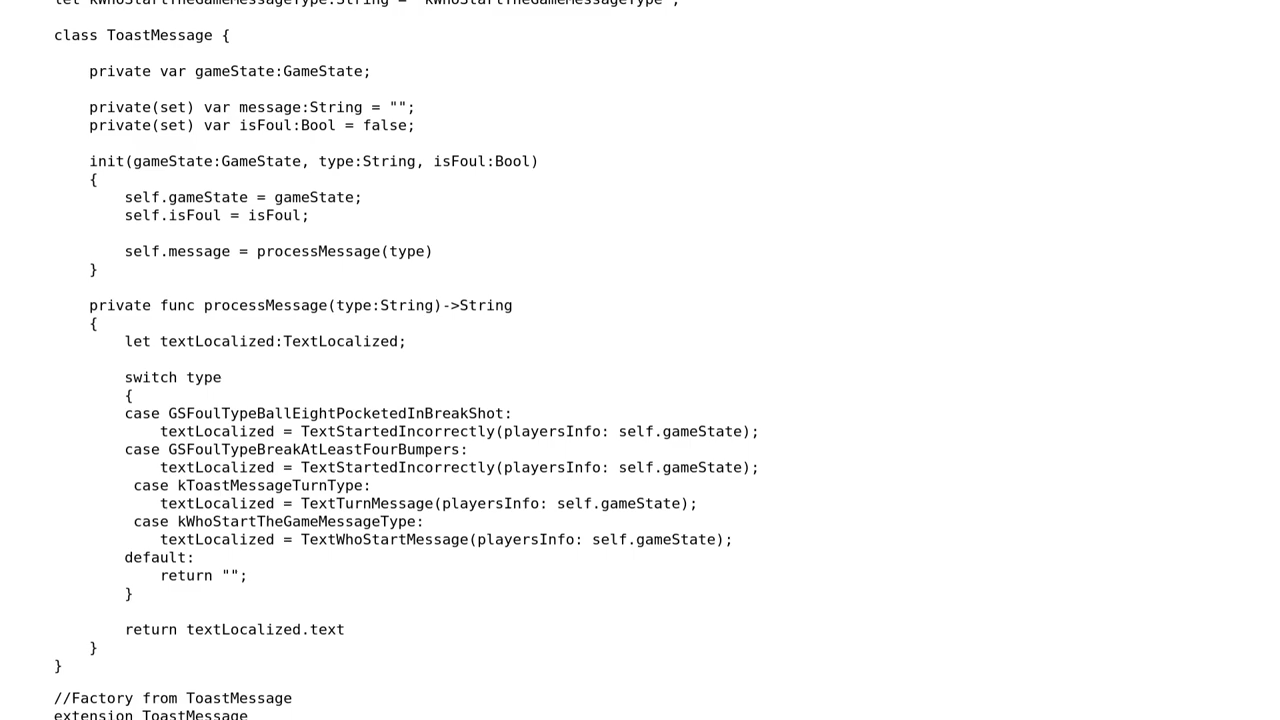 let kWhoStartTheGameMessageType:String = "kWhoStartTheGameMessageType";
class ToastMessage {
private var gameState:GameState;
private(set) var message:String = "";
private(set) var isFoul:Bool = false;
init(gameState:GameState, type:String, isFoul:Bool)
{
self.gameState = gameState;
self.isFoul = isFoul;
self.message = processMessage(type)
}
private func processMessage(type:String)->String
{
let textLocalized:TextLocalized;
switch type
{
case GSFoulTypeBallEightPocketedInBreakShot:
textLocalized = TextStartedIncorrectly(playersInfo: self.gameState);
case GSFoulTypeBreakAtLeastFourBumpers:
textLocalized = TextStartedIncorrectly(playersInfo: self.gameState);
case kToastMessageTurnType:
textLocalized = TextTurnMessage(playersInfo: self.gameState);
case kWhoStartTheGameMessageType:
textLocalized = TextWhoStartMessage(playersInfo: self.gameState);
default:
return "";
}
return textLocalized.text
}
}
//Factory from ToastMessage
extension ToastMessage